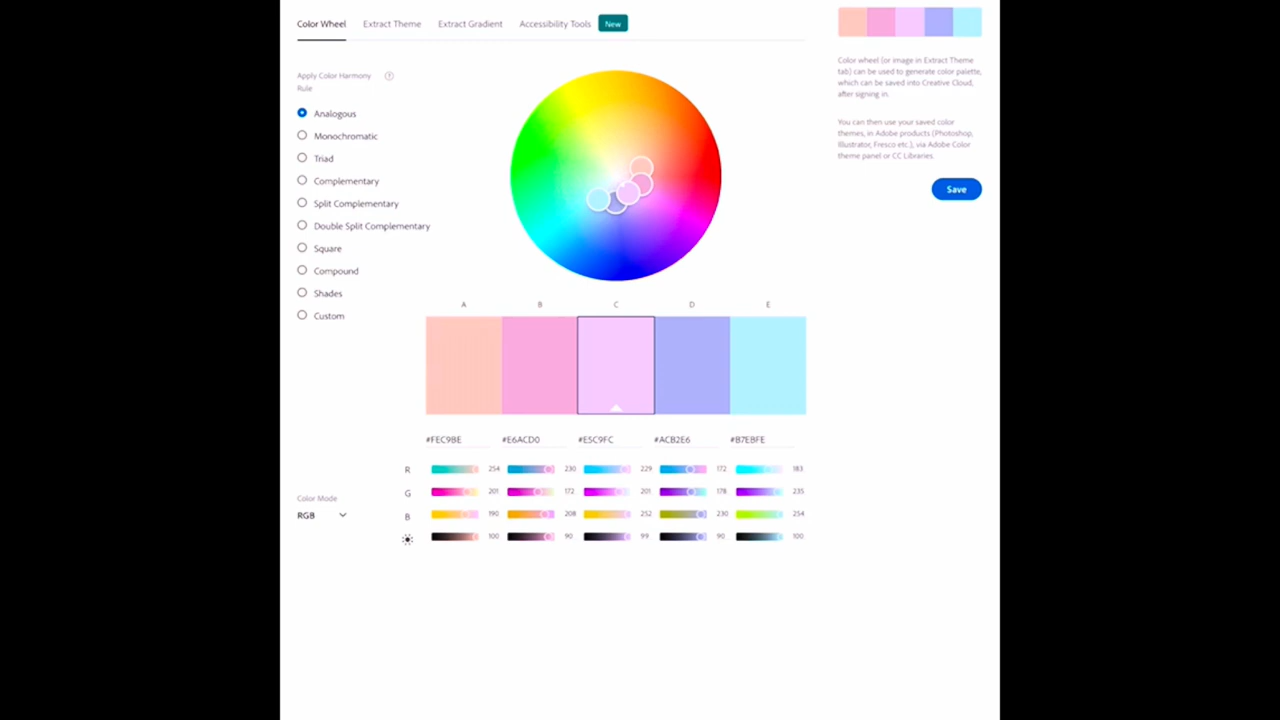 Color Wheel Extract Theme Extract Gradient Accessibility Tools New
Apply Color Harmony
Rule
Analogous
Monochromatic
Triad
Complementary
Split Complementary
Double Split Complementary
Square
Compound
Shades
Custom
Color Mode
RGB
A B C D E
#FEC9BE #E6ACD0 #E5C9FC #ACB2E6 #B7EBFE
R 254 230 229 172 183
G 201 172 201 178 235
B 190 208 252 230 254
100 90 99 90 100
Color wheel (or image in Extract Theme
tab) can be used to generate color palette,
which can be saved into Creative Cloud,
after signing in.
You can then use your saved color
themes, in Adobe products (Photoshop,
Illustrator, Fresco etc.), via Adobe Color
theme panel or CC Libraries.
Save